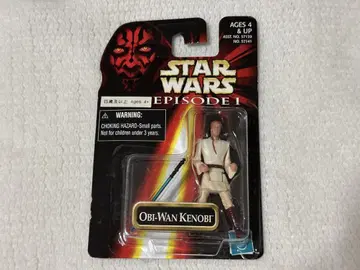 AGES 4
& UP
STAR
WARS
EPISODE I
WARNING:
CHOKING HAZARD-Small parts.
Not for children under 3 years.
OBI-WAN KENOBI